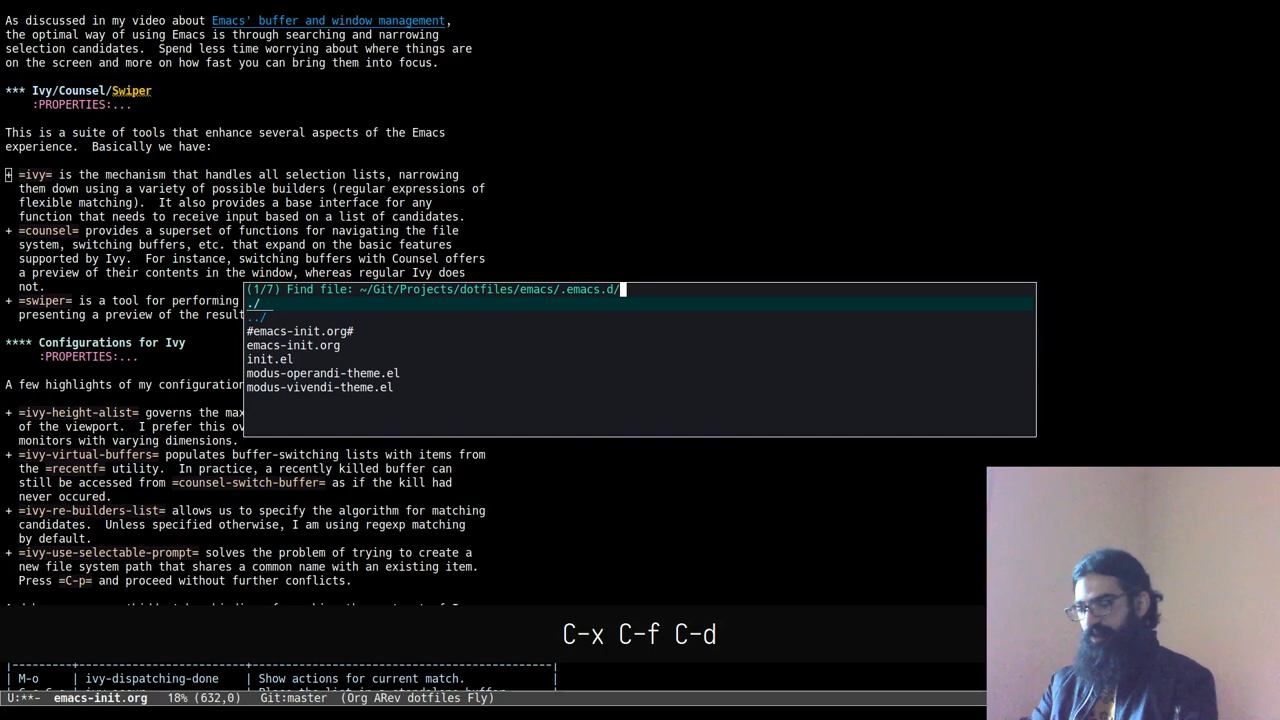 As discussed in my video about Emacs' buffer and window management,
the optimal way of using Emacs is through searching and narrowing
selection candidates.  Spend less time worrying about where things are
on the screen and more on how fast you can bring them into focus.
*** Ivy/Counsel/Swiper
:PROPERTIES:...
This is a suite of tools that enhance several aspects of the Emacs
experience.  Basically we have:
+ =ivy= is the mechanism that handles all selection lists, narrowing
them down using a variety of possible builders (regular expressions of
flexible matching).  It also provides a base interface for any
function that needs to receive input based on a list of candidates.
+ =counsel= provides a superset of functions for navigating the file
system, switching buffers, etc. that expand on the basic features
supported by Ivy.  For instance, switching buffers with Counsel offers
a preview of their contents in the window, whereas regular Ivy does
not.
+ =swiper= is a tool for performing
presenting a preview of the result
(1/7) Find file: ~/Git/Projects/dotfiles/emacs/.emacs.d/
./
../
#emacs-init.org#
emacs-init.org
init.el
modus-operandi-theme.el
modus-vivendi-theme.el
**** Configurations for Ivy
:PROPERTIES:...
A few highlights of my configuration
+ =ivy-height-alist= governs the max
of the viewport.  I prefer this ov
monitors with varying dimensions.
+ =ivy-virtual-buffers= populates buffer-switching lists with items from
the =recentf= utility.  In practice, a recently killed buffer can
still be accessed from =counsel-switch-buffer= as if the kill had
never occured.
+ =ivy-re-builders-list= allows us to specify the algorithm for matching
candidates.  Unless specified otherwise, I am using regexp matching
by default.
+ =ivy-use-selectable-prompt= solves the problem of trying to create a
new file system path that shares a common name with an existing item.
Press =C-p= and proceed without further conflicts.
C-x C-f C-d
|---------+--------------------------+----------------------------------------|
| M-o | ivy-dispatching-done | Show actions for current match. |
U:**- emacs-init.org 18% (632,0) Git:master (Org ARev dotfiles Fly)